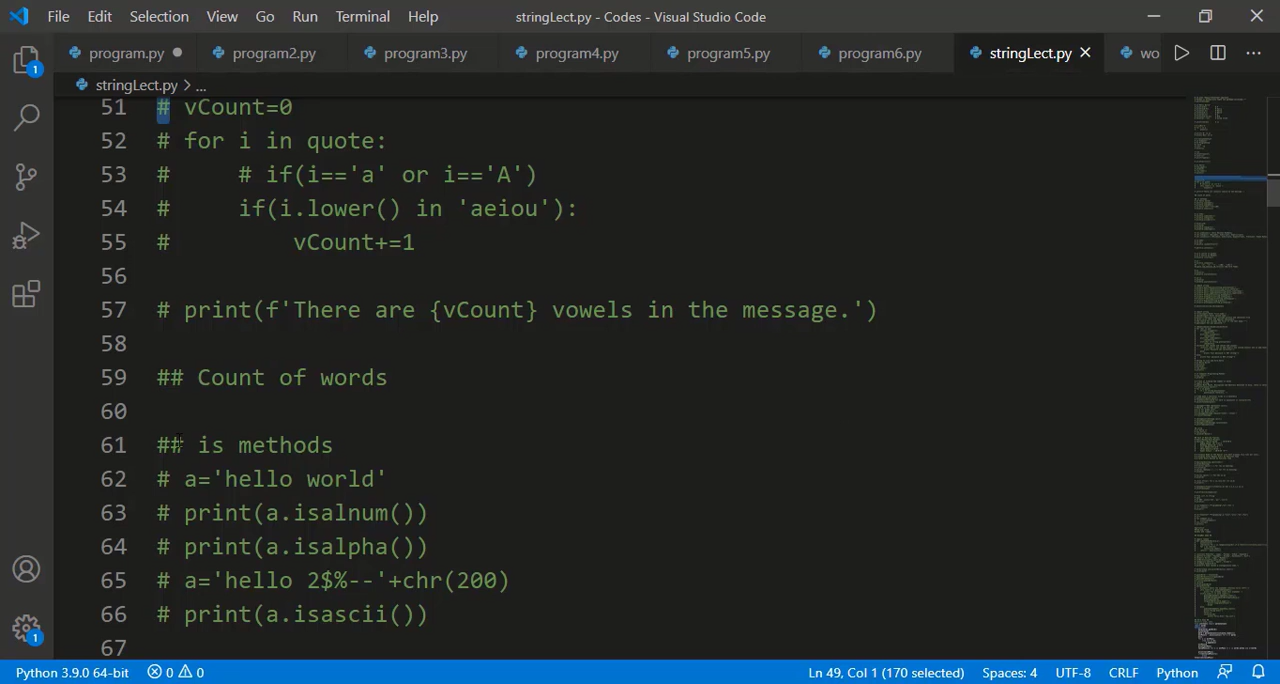 File Edit Selection View Go Run Terminal Help stringLect.py - Codes - Visual Studio Code
program.py program2.py program3.py program4.py program5.py program6.py stringLect.py wo
stringLect.py > ...
51 # vCount=0
52 # for i in quote:
53 #     # if(i=='a' or i=='A')
54 #     if(i.lower() in 'aeiou'):
55 #         vCount+=1
56
57 # print(f'There are {vCount} vowels in the message.')
58
59 ## Count of words
60
61 ## is methods
62 # a='hello world'
63 # print(a.isalnum())
64 # print(a.isalpha())
65 # a='hello 2$%--'+chr(200)
66 # print(a.isascii())
67
1
1
Python 3.9.0 64-bit 0 0 Ln 49, Col 1 (170 selected) Spaces: 4 UTF-8 CRLF Python